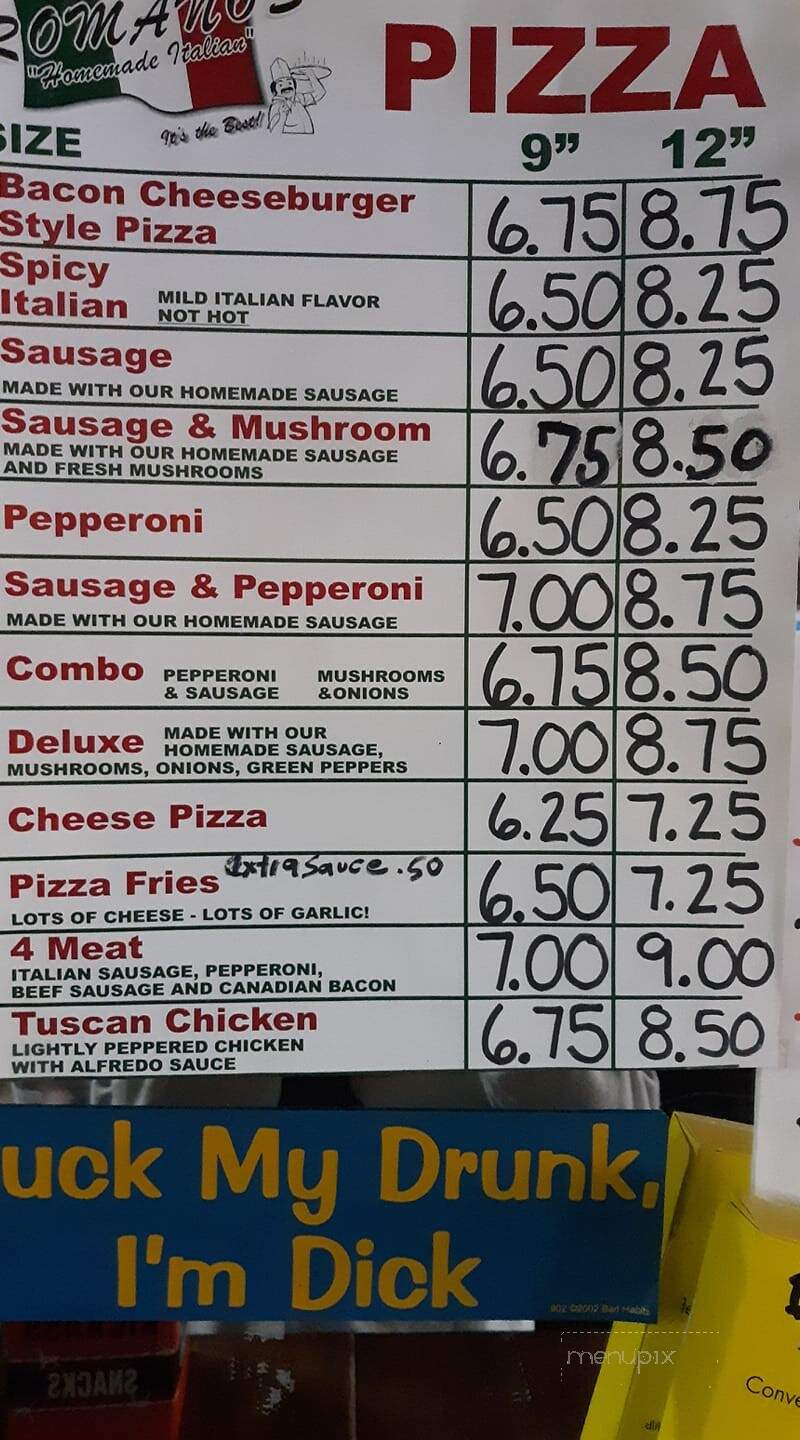 ROMANOS
"Homemade Italian"
It's the Best!!
PIZZA
SIZE 9” 12”
Bacon Cheeseburger
Style Pizza 6.75 8.75
Spicy
Italian MILD ITALIAN FLAVOR
NOT HOT 6.50 8.25
Sausage
MADE WITH OUR HOMEMADE SAUSAGE 6.50 8.25
Sausage & Mushroom
MADE WITH OUR HOMEMADE SAUSAGE
AND FRESH MUSHROOMS 6.75 8.50
Pepperoni 6.50 8.25
Sausage & Pepperoni
MADE WITH OUR HOMEMADE SAUSAGE 7.00 8.75
Combo PEPPERONI MUSHROOMS
& SAUSAGE &ONIONS 6.75 8.50
Deluxe MADE WITH OUR
HOMEMADE SAUSAGE,
MUSHROOMS, ONIONS, GREEN PEPPERS 7.00 8.75
Cheese Pizza 6.25 7.25
extra Sauce .50
Pizza Fries
LOTS OF CHEESE - LOTS OF GARLIC! 6.50 7.25
4 Meat
ITALIAN SAUSAGE, PEPPERONI,
BEEF SAUSAGE AND CANADIAN BACON 7.00 9.00
Tuscan Chicken
LIGHTLY PEPPERED CHICKEN
WITH ALFREDO SAUCE 6.75 8.50
uck My Drunk,
I'm Dick
902 ©2002 Bad Habits
SNACKS
menupix
Conve